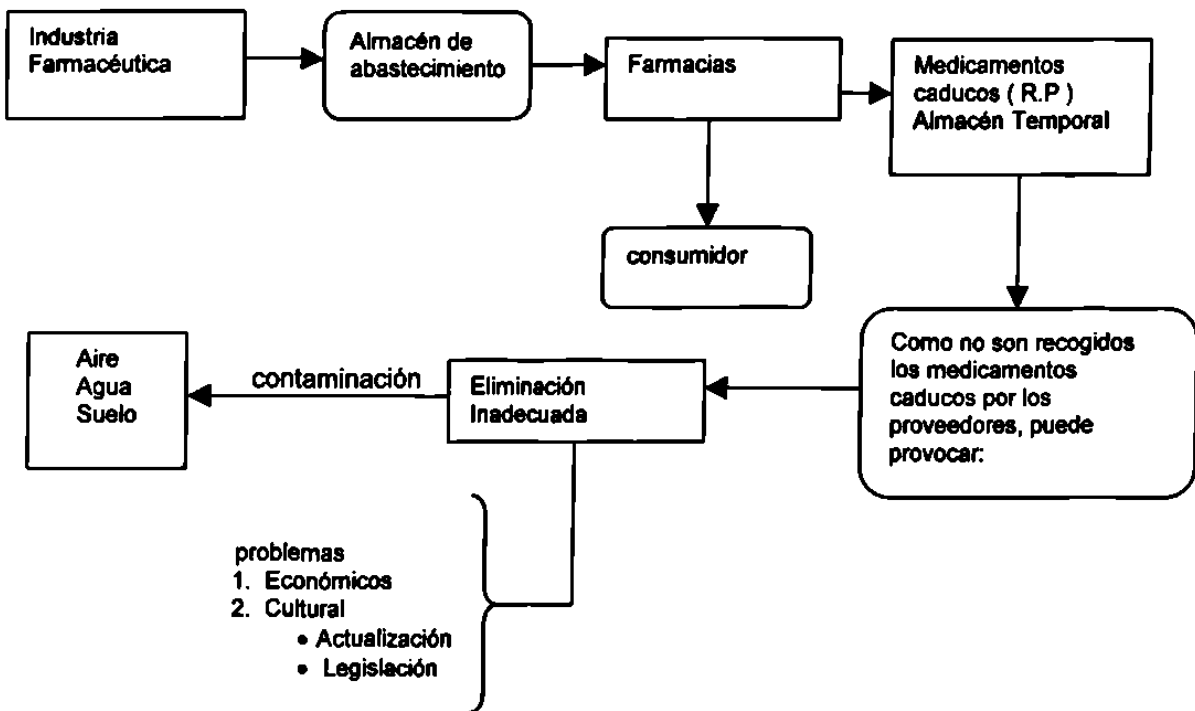 Industria
Farmacéutica
Almacén de
abastecimiento
Farmacias
Medicamentos
caducos ( R.P )
Almacén Temporal
consumidor
Como no son recogidos
los medicamentos
caducos por los
proveedores, puede
provocar:
Eliminación
Inadecuada
contaminación
Aire
Agua
Suelo
problemas
1. Económicos
2. Cultural
• Actualización
• Legislación